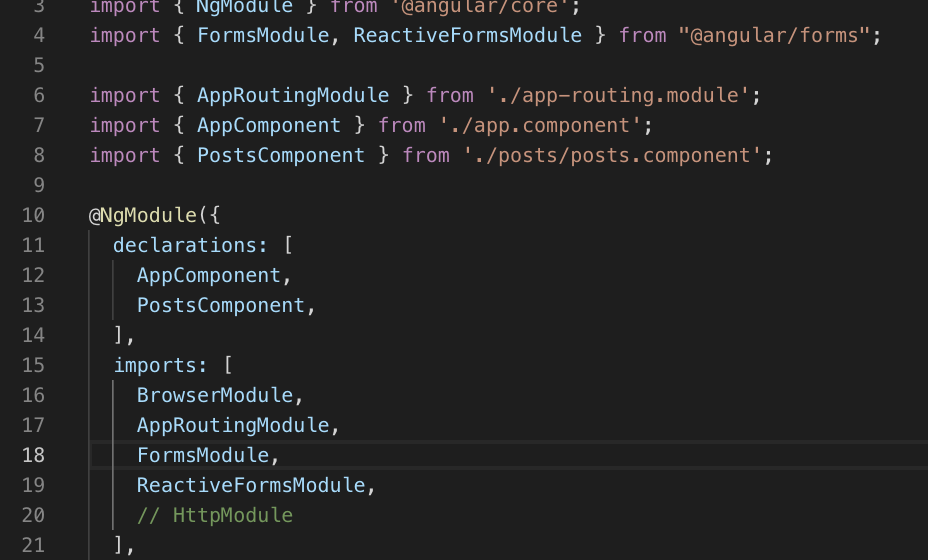 3 import { NgModule } from '@angular/core';
4 import { FormsModule, ReactiveFormsModule } from "@angular/forms";
5
6 import { AppRoutingModule } from './app-routing.module';
7 import { AppComponent } from './app.component';
8 import { PostsComponent } from './posts/posts.component';
9
10 @NgModule({
11   declarations: [
12     AppComponent,
13     PostsComponent,
14   ],
15   imports: [
16     BrowserModule,
17     AppRoutingModule,
18     FormsModule,
19     ReactiveFormsModule,
20     // HttpModule
21   ],